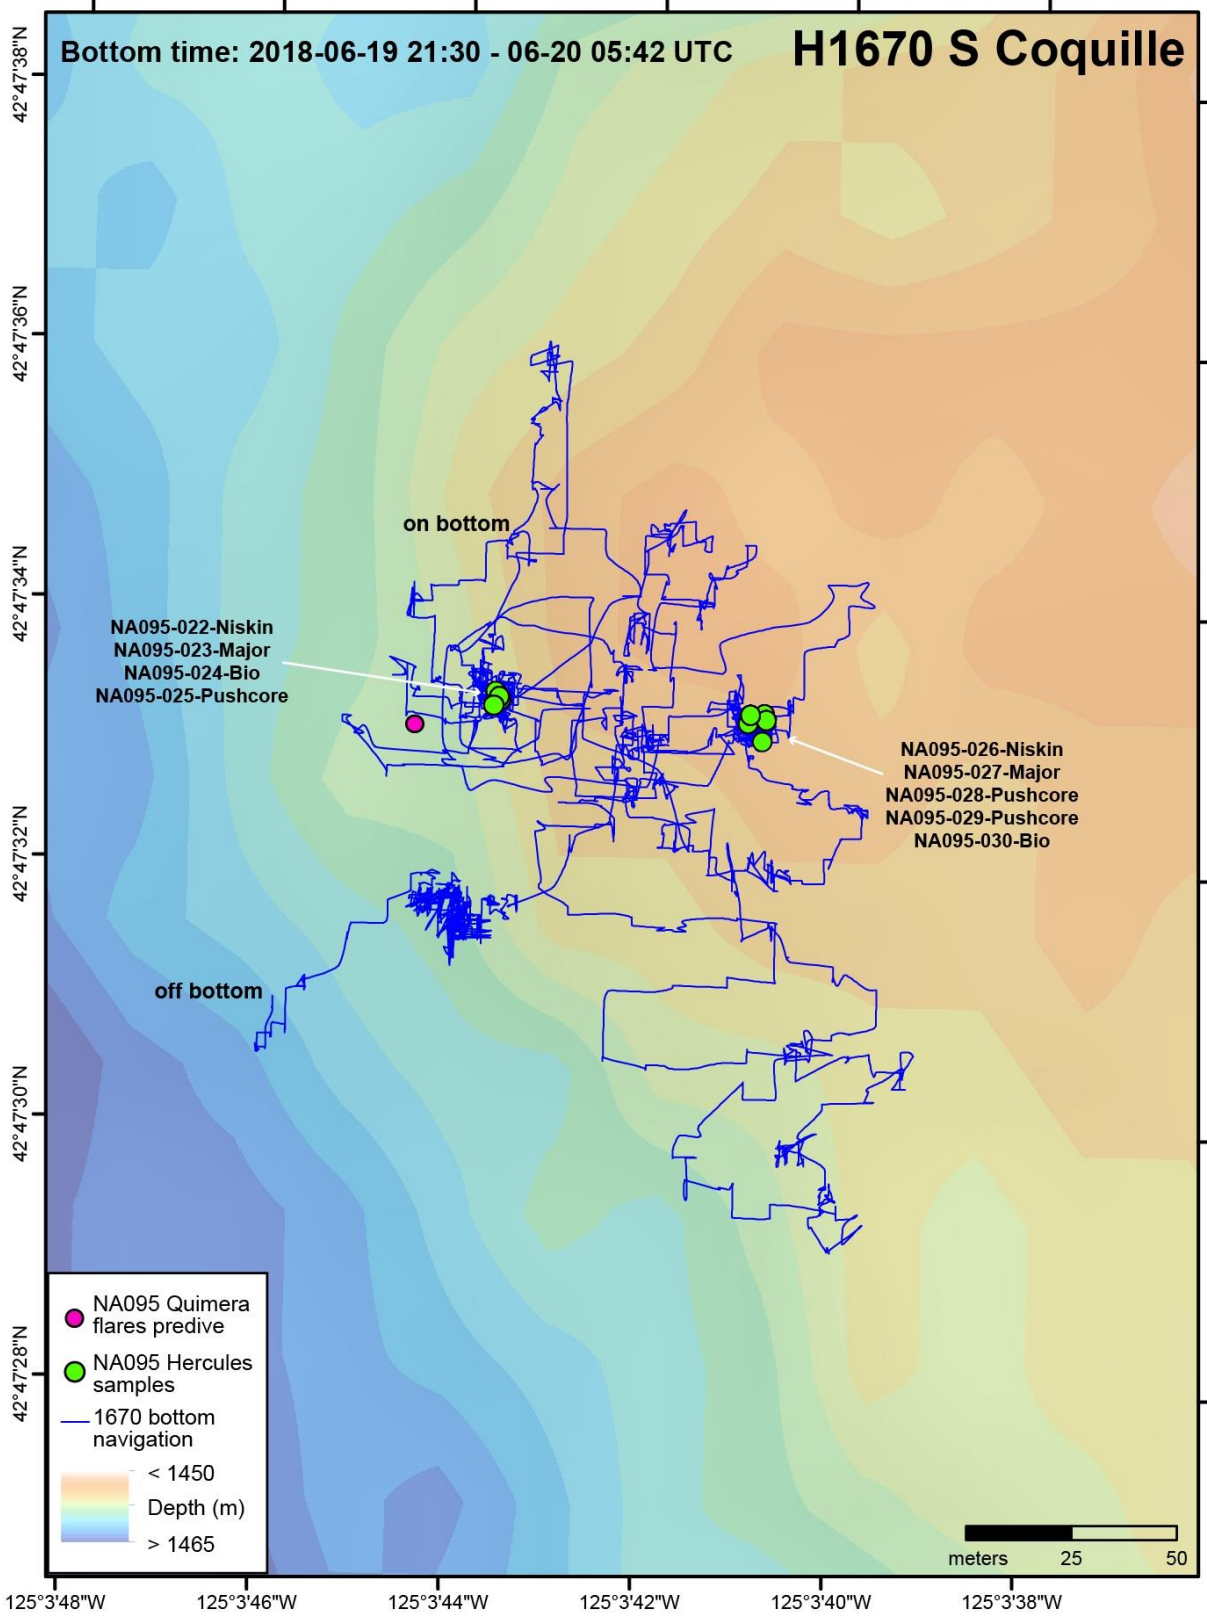 Bottom time: 2018-06-19 21:30 - 06-20 05:42 UTC
H1670 S Coquille
42°47'38"N
42°47'36"N
42°47'34"N
42°47'32"N
42°47'30"N
42°47'28"N
on bottom
NA095-022-Niskin
NA095-023-Major
NA095-024-Bio
NA095-025-Pushcore
NA095-026-Niskin
NA095-027-Major
NA095-028-Pushcore
NA095-029-Pushcore
NA095-030-Bio
off bottom
NA095 Quimera
flares predive
NA095 Hercules
samples
1670 bottom
navigation
< 1450
Depth (m)
> 1465
meters 25 50
125°3'48"W 125°3'46"W 125°3'44"W 125°3'42"W 125°3'40"W 125°3'38"W